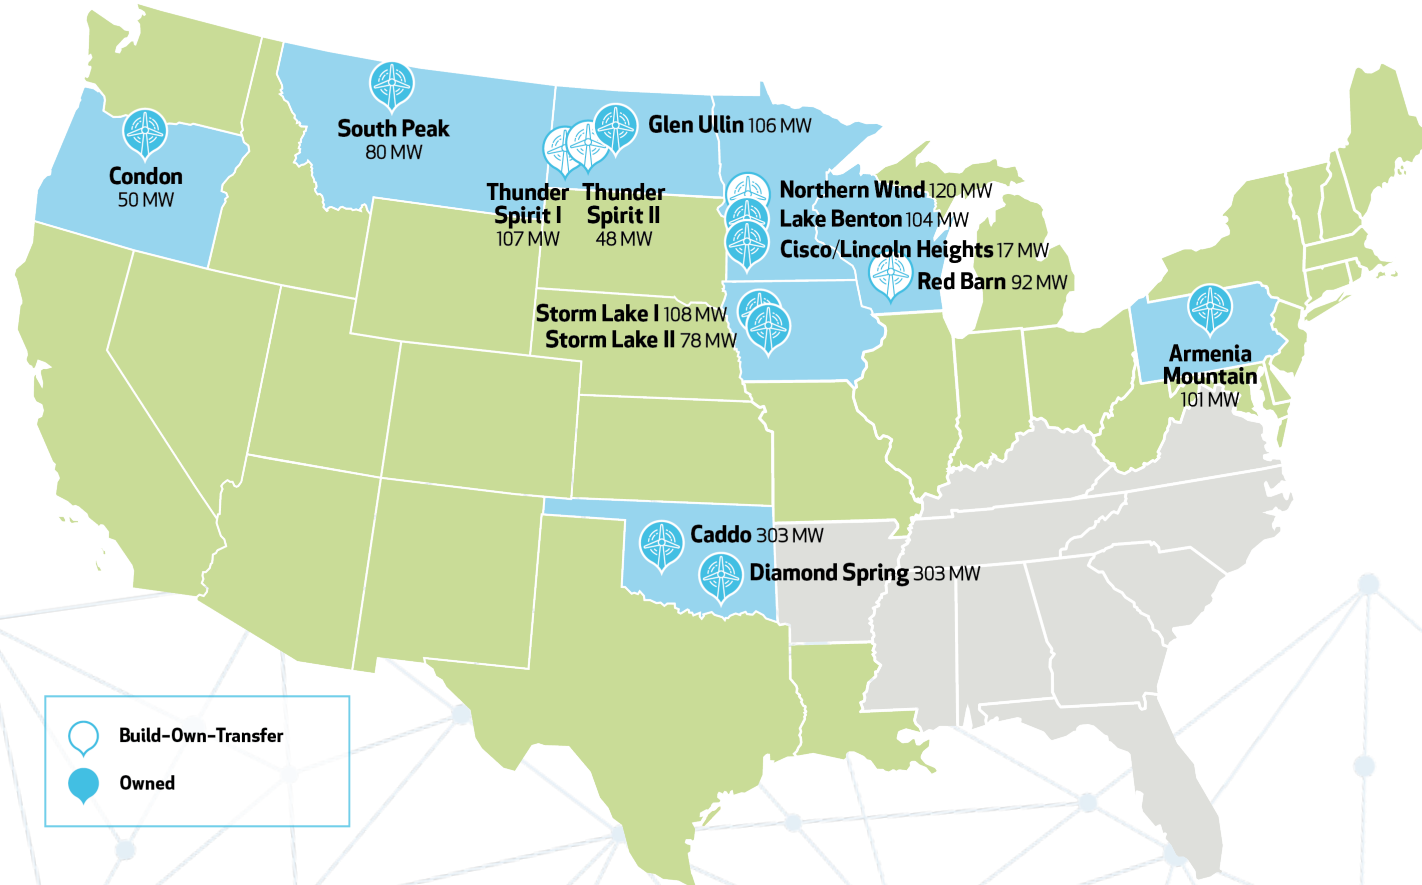 South Peak
80 MW
Condon
50 MW
Glen Ullin 106 MW
Thunder
Spirit I
107 MW
Thunder
Spirit II
48 MW
Northern Wind 120 MW
Lake Benton 104 MW
Cisco/Lincoln Heights 17 MW
Red Barn 92 MW
Storm Lake I 108 MW
Storm Lake II 78 MW
Armenia
Mountain
101 MW
Caddo 303 MW
Diamond Spring 303 MW
Build-Own-Transfer
Owned